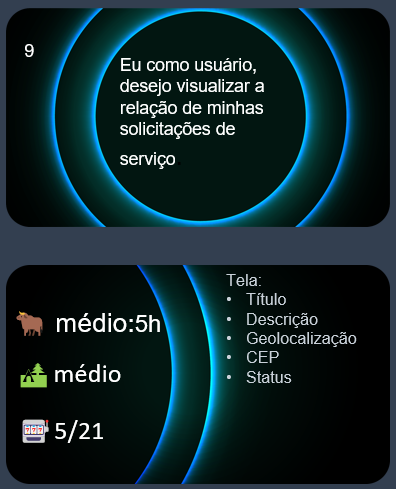 9
Eu como usuário,
desejo visualizar a
relação de minhas
solicitações de
serviço
médio:5h
médio
5/21
Tela:
• Título
• Descrição
• Geolocalização
• CEP
• Status